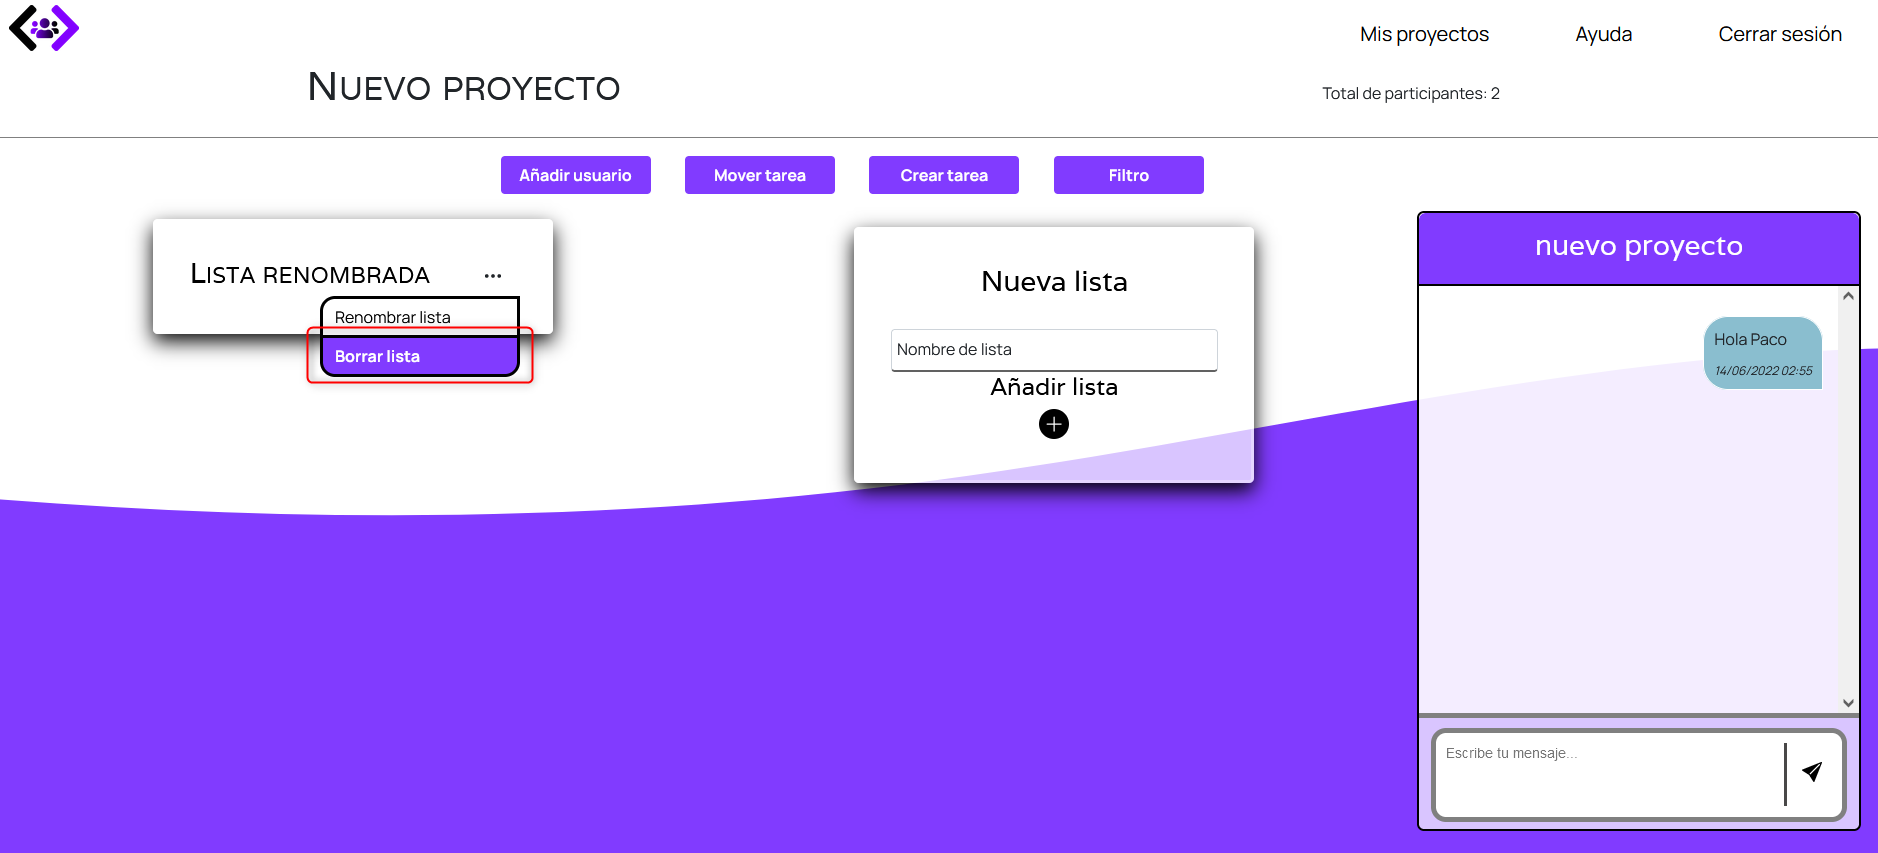 Mis proyectos
Ayuda
Cerrar sesión
Nuevo proyecto
Total de participantes: 2
Añadir usuario
Mover tarea
Crear tarea
Filtro
Lista renombrada
...
Renombrar lista
Borrar lista
Nueva lista
Nombre de lista
Añadir lista
nuevo proyecto
Hola Paco
14/06/2022 02:55
Escribe tu mensaje...